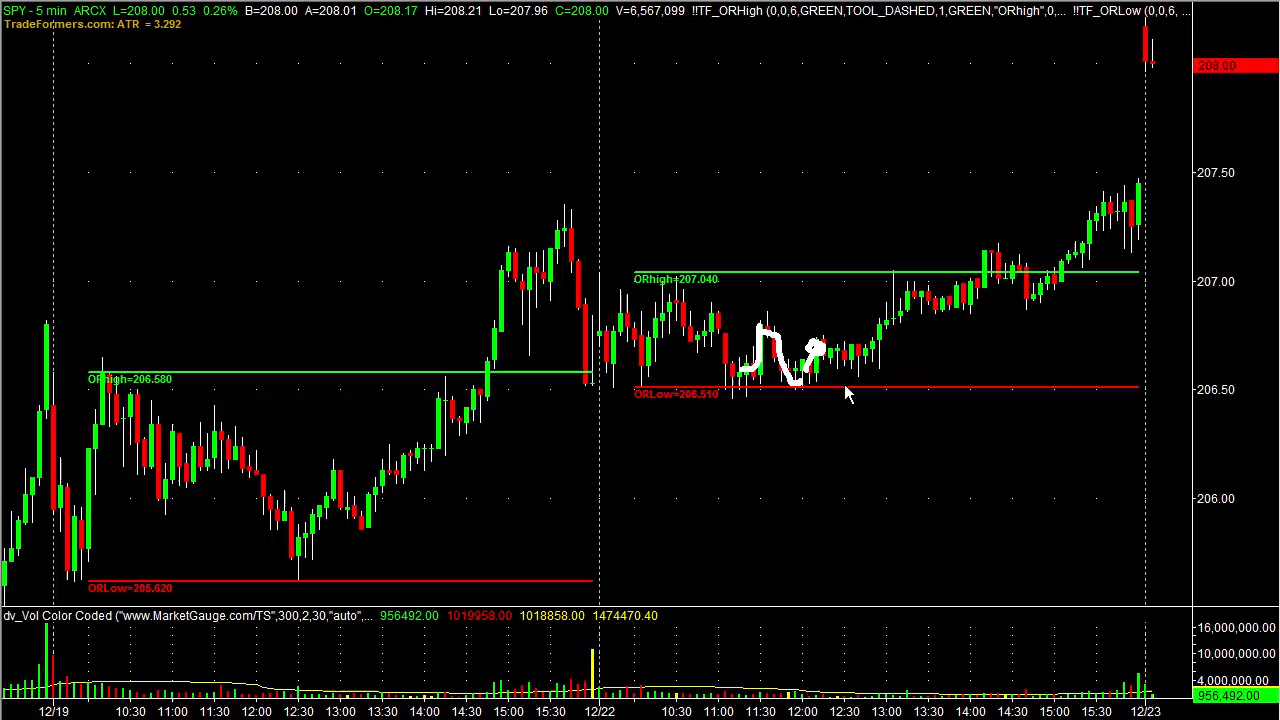 SPY - 5 min ARCX L=208.00 0.53 0.26% B=208.00 A=208.01 O=208.17 Hi=208.21 Lo=207.96 C=208.00 V=6,567,099 !!TF_ORHigh (0,0,6,GREEN,TOOL_DASHED,1,GREEN,"ORhigh",0,... !!TF_ORLow (0,0,6, ...
TradeFormers.com: ATR = 3.292
208.00
207.50
ORhigh=207.040
207.00
ORhigh=206.580
206.50
ORLow=206.510
206.00
ORLow=205.620
dv_Vol Color Coded ("www.MarketGauge.com/TS",300,2,30,"auto",... 956492.00 1019958.00 1018858.00 1474470.40
16,000,000.00
10,000,000.00
4,000,000.00
956,492.00
12/19 10:30 11:00 11:30 12:00 12:30 13:00 13:30 14:00 14:30 15:00 15:30 12/22 10:30 11:00 11:30 12:00 12:30 13:00 13:30 14:00 14:30 15:00 15:30 12/23